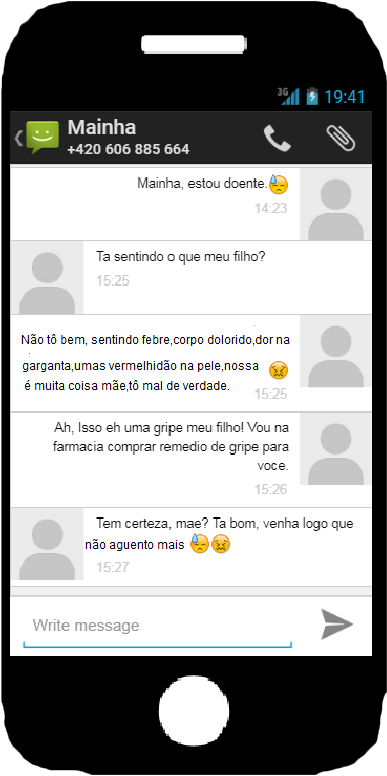 3G 19:41
Mainha
+420 606 885 664
Mainha, estou doente.😓
14:23
Ta sentindo o que meu filho?
15:25
Não tô bem, sentindo febre,corpo dolorido,dor na
garganta,umas vermelhidão na pele,nossa 😖
é muita coisa mãe,tô mal de verdade.
15:25
Ah, Isso eh uma gripe meu filho! Vou na
farmacia comprar remedio de gripe para
voce.
15:26
Tem certeza, mae? Ta bom, venha logo que
não aguento mais 😓😖
15:27
Write message